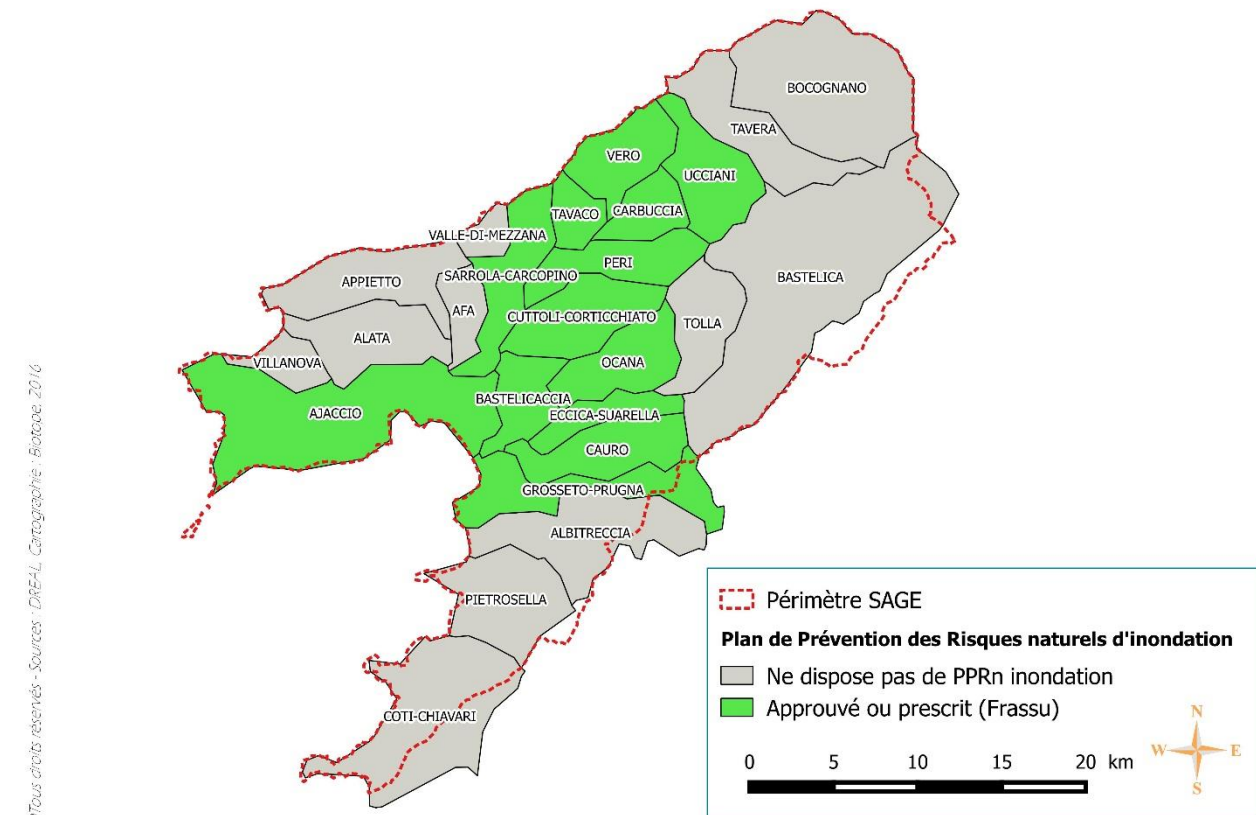 BOCOGNANO
TAVERA
VERO
UCCIANI
TAVACO
CARBUCCIA
VALLE-DI-MEZZANA
PERI
SARROLA-CARCOPINO
BASTELICA
APPIETTO
AFA
CUTTOLI-CORTICCHIATO
TOLLA
ALATA
VILLANOVA
OCANA
BASTELICACCIA
AJACCIO
ECCICA-SUARELLA
CAURO
GROSSETO-PRUGNA
ALBITRECCIA
PIETROSELLA
COTI-CHIAVARI
Périmètre SAGE
Plan de Prévention des Risques naturels d'inondation
Ne dispose pas de PPRn inondation
Approuvé ou prescrit (Frassu)
0 5 10 15 20 km
N
W E
S
Tous droits réservés - Sources : DREAL, Cartographie : Biotope, 2016